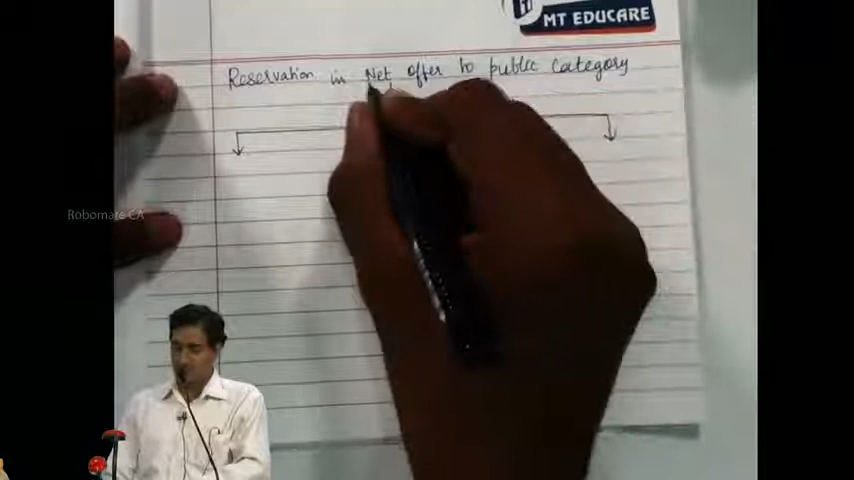 MT EDUCARE
Reservation in Net offer to public Category
Robomate CA